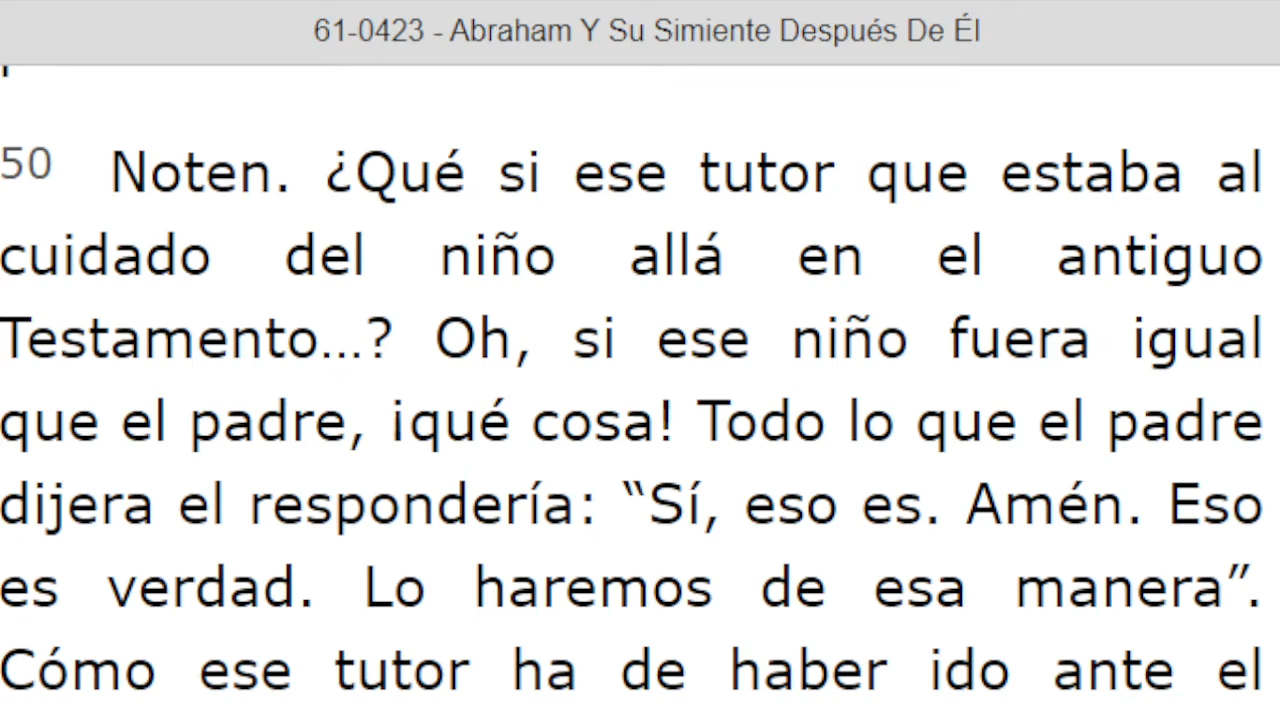 61-0423 - Abraham Y Su Simiente Después De Él
50 Noten. ¿Qué si ese tutor que estaba al
cuidado del niño allá en el antiguo
Testamento...? Oh, si ese niño fuera igual
que el padre, ¡qué cosa! Todo lo que el padre
dijera el respondería: “Sí, eso es. Amén. Eso
es verdad. Lo haremos de esa manera”.
Cómo ese tutor ha de haber ido ante el